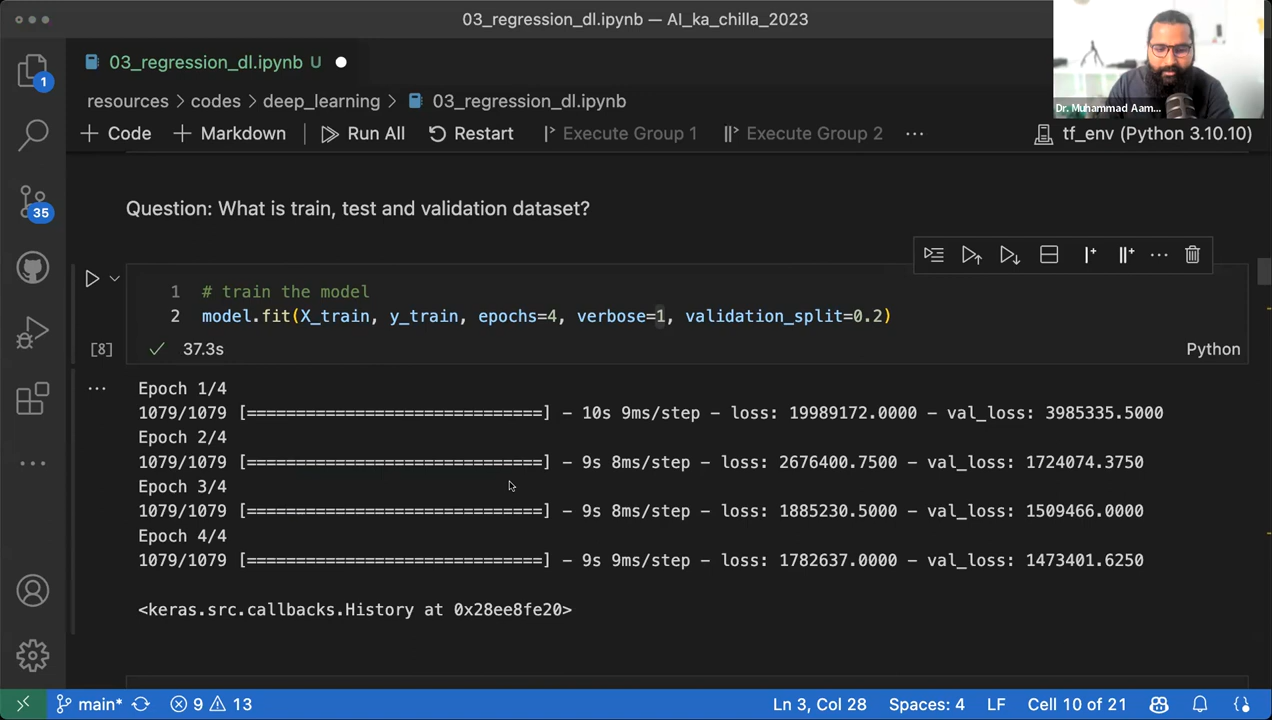 03_regression_dl.ipynb — AI_ka_chilla_2023
03_regression_dl.ipynb U
resources > codes > deep_learning > 03_regression_dl.ipynb
+ Code + Markdown Run All Restart Execute Group 1 Execute Group 2 ... tf_env (Python 3.10.10)
Dr. Muhammad Aam...
1
35
Question: What is train, test and validation dataset?
1 # train the model
2 model.fit(X_train, y_train, epochs=4, verbose=1, validation_split=0.2)
[8] ✓ 37.3s Python
Epoch 1/4
1079/1079 [==============================] - 10s 9ms/step - loss: 19989172.0000 - val_loss: 3985335.5000
Epoch 2/4
1079/1079 [==============================] - 9s 8ms/step - loss: 2676400.7500 - val_loss: 1724074.3750
Epoch 3/4
1079/1079 [==============================] - 9s 8ms/step - loss: 1885230.5000 - val_loss: 1509466.0000
Epoch 4/4
1079/1079 [==============================] - 9s 9ms/step - loss: 1782637.0000 - val_loss: 1473401.6250
<keras.src.callbacks.History at 0x28ee8fe20>
main* 9 13 Ln 3, Col 28 Spaces: 4 LF Cell 10 of 21